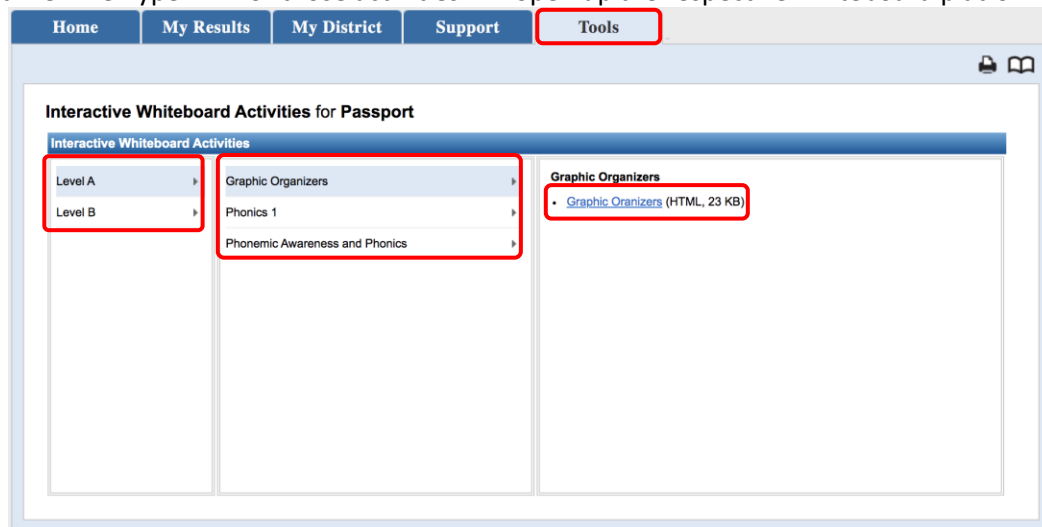 Home My Results My District Support Tools
Interactive Whiteboard Activities for Passport
Interactive Whiteboard Activities
Level A
Level B
Graphic Organizers
Phonics 1
Phonemic Awareness and Phonics
Graphic Organizers
• Graphic Oranizers (HTML, 23 KB)